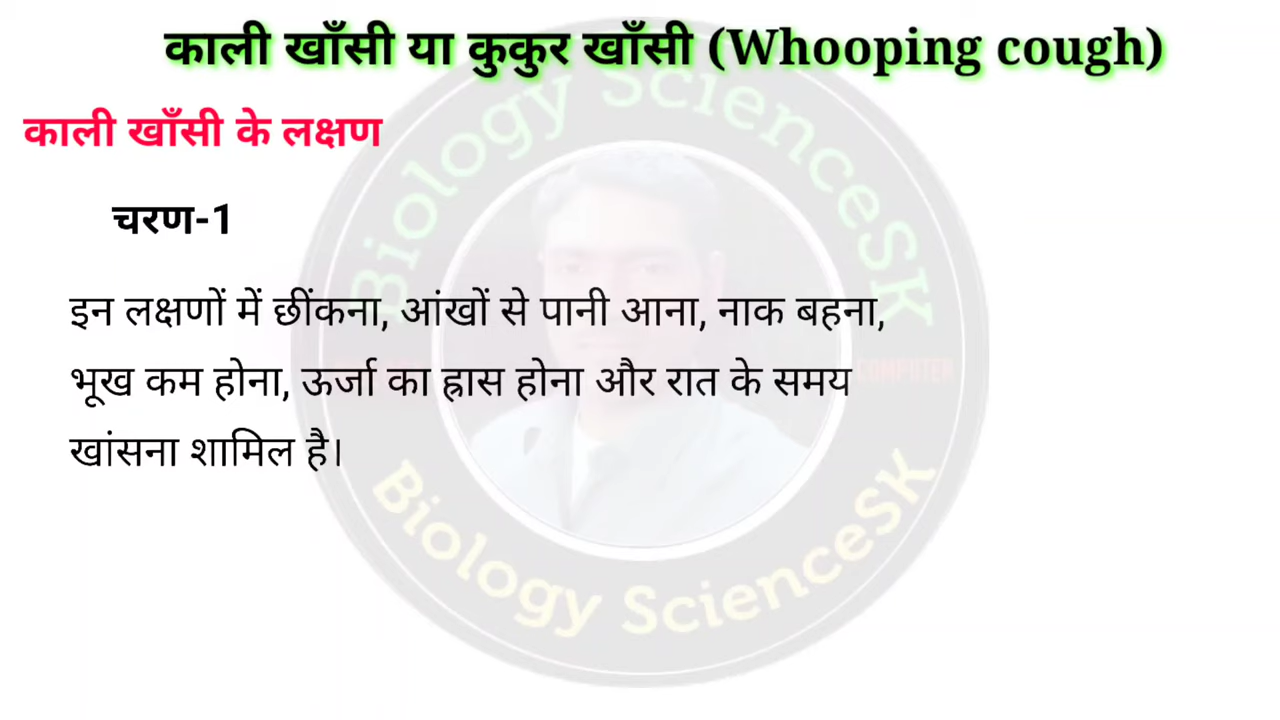 काली खाँसी या कुकुर खाँसी (Whooping cough)
काली खाँसी के लक्षण
चरण-1
इन लक्षणों में छींकना, आंखों से पानी आना, नाक बहना,
भूख कम होना, ऊर्जा का ह्रास होना और रात के समय
खांसना शामिल है।
Biology ScienceSK
COMPUTER
Biology ScienceSK